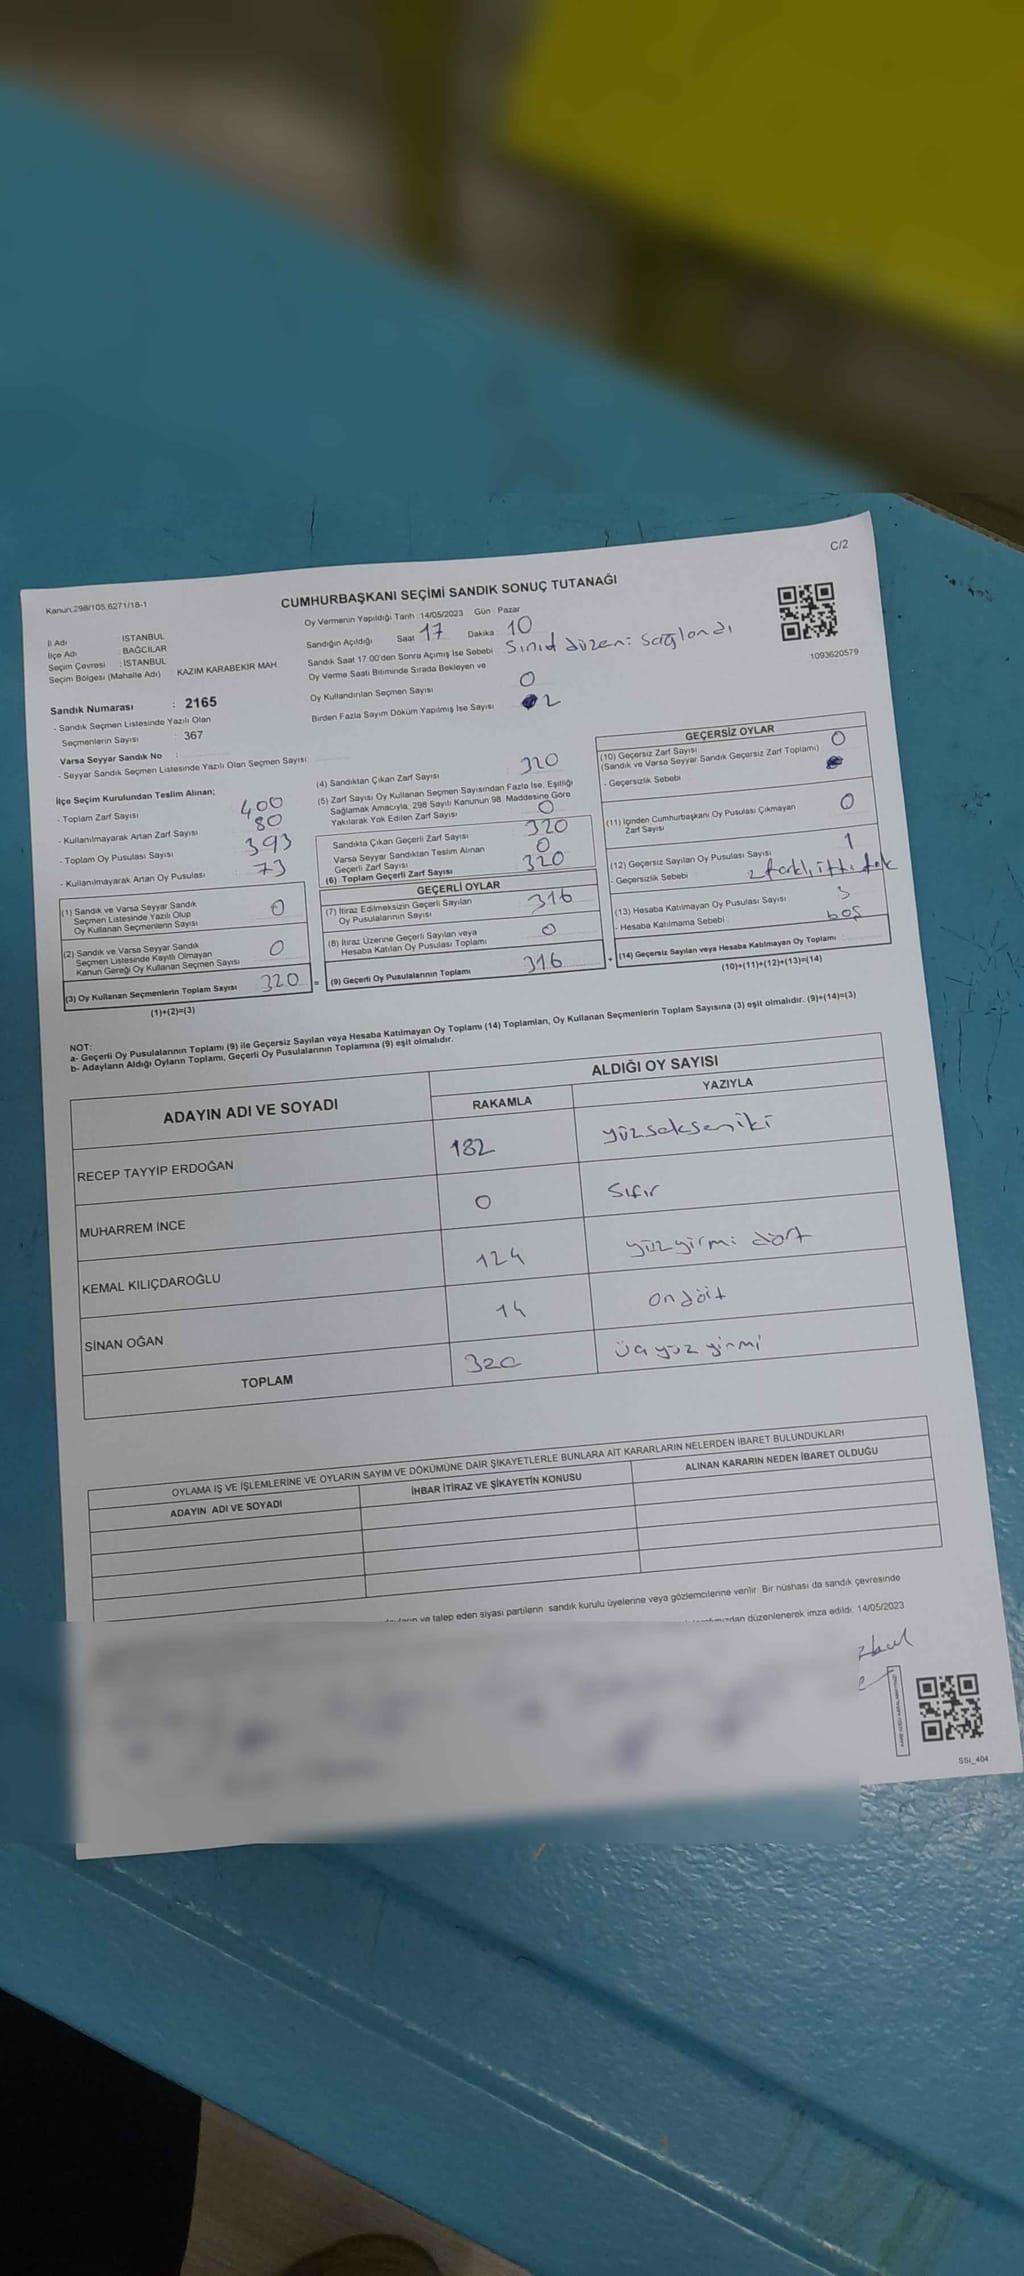 C/2
Kanun:298/105,6271/18-1
CUMHURBAŞKANI SEÇİMİ SANDIK SONUÇ TUTANAĞI
Oy Vermenin Yapıldığı Tarih : 14/05/2023 Gün : Pazar
İl Adı : İSTANBUL
İlçe Adı : BAĞCILAR
Seçim Çevresi : İSTANBUL
Seçim Bölgesi (Mahalle Adı) KAZIM KARABEKİR MAH.
Sandık Numarası : 2165
- Sandık Seçmen Listesinde Yazılı Olan
Seçmenlerin Sayısı : 367
Varsa Seyyar Sandık No :
- Seyyar Sandık Seçmen Listesinde Yazılı Olan Seçmen Sayısı
Sandığın Açıldığı Saat 17 Dakika 10
Sandık Saat 17:00'den Sonra Açımış İse Sebebi Sınıf düzeni sağlandı
Oy Verme Saati Bitiminde Sırada Bekleyen ve
Oy Kullandırılan Seçmen Sayısı 0
Birden Fazla Sayım Döküm Yapılmış İse Sayısı 2
1093620579
İlçe Seçim Kurulundan Teslim Alınan;
- Toplam Zarf Sayısı 400
- Kullanılmayarak Artan Zarf Sayısı 80
- Toplam Oy Pusulası Sayısı 393
- Kullanılmayarak Artan Oy Pusulası 73
(1) Sandık ve Varsa Seyyar Sandık
Seçmen Listesinde Yazılı Olup
Oy Kullanan Seçmenlerin Sayısı 0
(2) Sandık ve Varsa Seyyar Sandık
Seçmen Listesinde Kayıtlı Olmayan
Kanun Gereği Oy Kullanan Seçmen Sayısı 0
(3) Oy Kullanan Seçmenlerin Toplam Sayısı 320 =
(1)+(2)=(3)
(4) Sandıktan Çıkan Zarf Sayısı 320
(5) Zarf Sayısı Oy Kullanan Seçmen Sayısından Fazla İse, Eşitliği
Sağlamak Amacıyla, 298 Sayılı Kanunun 98. Maddesine Göre
Yakılarak Yok Edilen Zarf Sayısı 0
Sandıkta Çıkan Geçerli Zarf Sayısı 320
Varsa Seyyar Sandıktan Teslim Alınan
Geçerli Zarf Sayısı 0
(6) Toplam Geçerli Zarf Sayısı 320
GEÇERLİ OYLAR
(7) İtiraz Edilmeksizin Geçerli Sayılan
Oy Pusulalarının Sayısı 316
(8) İtiraz Üzerine Geçerli Sayılan veya
Hesaba Katılan Oy Pusulası Toplamı 0
(9) Geçerli Oy Pusulalarının Toplamı 316 +
GEÇERSİZ OYLAR
(10) Geçersiz Zarf Sayısı
(Sandık ve Varsa Seyyar Sandık Geçersiz Zarf Toplamı) 0
- Geçersizlik Sebebi
(11) İçinden Cumhurbaşkanı Oy Pusulası Çıkmayan
Zarf Sayısı 0
(12) Geçersiz Sayılan Oy Pusulası Sayısı 1
- Geçersizlik Sebebi 2 farklı ittifak
(13) Hesaba Katılmayan Oy Pusulası Sayısı 3
- Hesaba Katılmama Sebebi boş
(14) Geçersiz Sayılan veya Hesaba Katılmayan Oy Toplamı
(10)+(11)+(12)+(13)=(14)
NOT:
a- Geçerli Oy Pusulalarının Toplamı (9) ile Geçersiz Sayılan veya Hesaba Katılmayan Oy Toplamı (14) Toplamları, Oy Kullanan Seçmenlerin Toplam Sayısına (3) eşit olmalıdır. (9)+(14)=(3)
b- Adayların Aldığı Oyların Toplamı, Geçerli Oy Pusulalarının Toplamına (9) eşit olmalıdır.
ADAYIN ADI VE SOYADI ALDIĞI OY SAYISI
RAKAMLA YAZIYLA
RECEP TAYYİP ERDOĞAN 182 yüzsekseniki
MUHARREM İNCE 0 Sıfır
KEMAL KILIÇDAROĞLU 124 yüzyirmi dört
SİNAN OĞAN 14 on dört
TOPLAM 320 üçyüz yirmi
OYLAMA İŞ VE İŞLEMLERİNE VE OYLARIN SAYIM VE DÖKÜMÜNE DAİR ŞİKAYETLERLE BUNLARA AİT KARARLARIN NELERDEN İBARET BULUNDUKLARI
ADAYIN ADI VE SOYADI İHBAR İTİRAZ VE ŞİKAYETİN KONUSU ALINAN KARARIN NEDEN İBARET OLDUĞU
ve talep eden siyasi partilerin sandık kurulu üyelerine veya gözlemcilerine verilir. Bir nüshası da sandık çevresinde
düzenlenerek imza edildi. 14/05/2023
SSİ_404